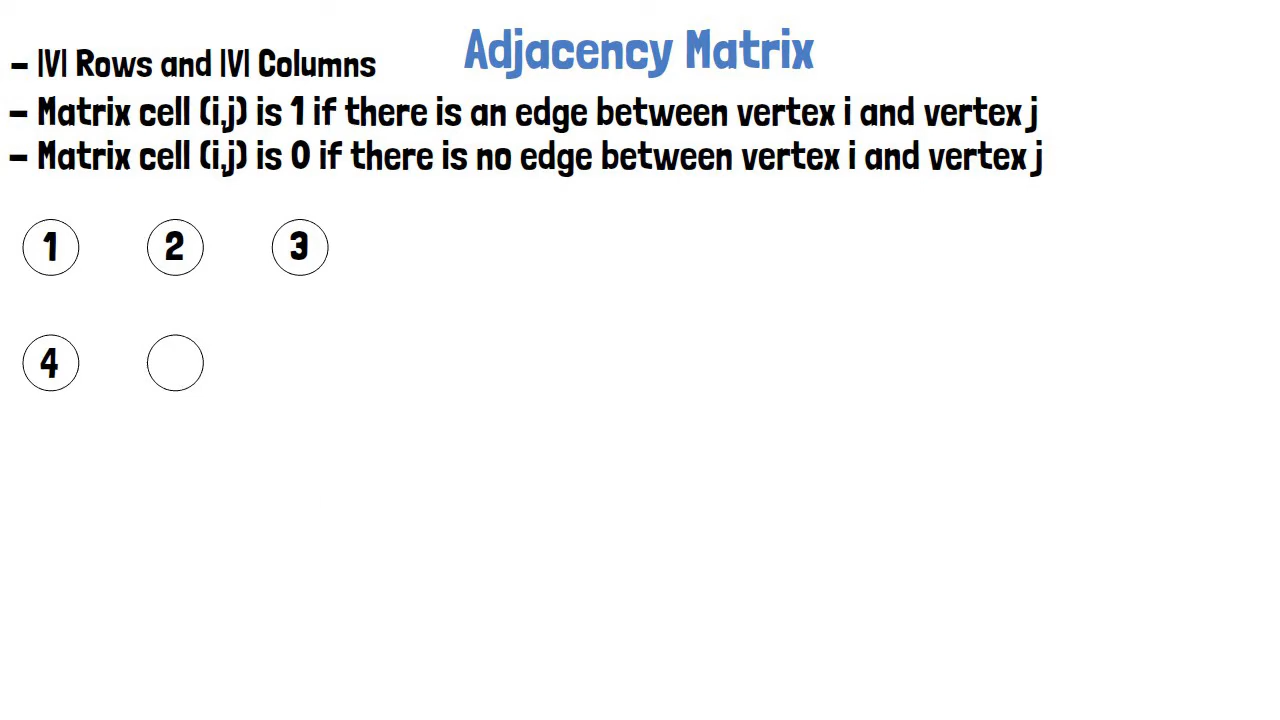 Adjacency Matrix
– |V| Rows and |V| Columns
– Matrix cell (i,j) is 1 if there is an edge between vertex i and vertex j
– Matrix cell (i,j) is 0 if there is no edge between vertex i and vertex j
1 2 3
4